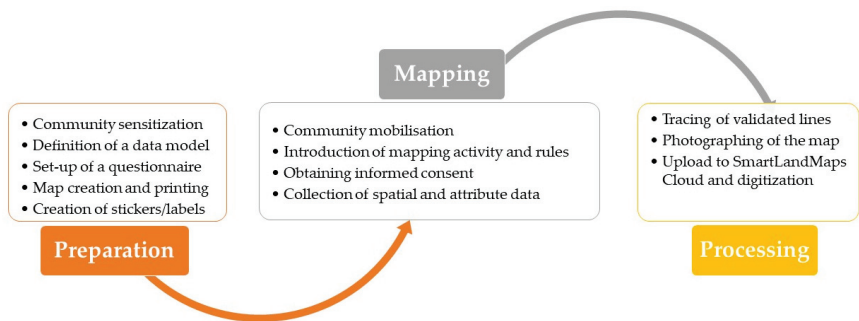 • Community sensitization
• Definition of a data model
• Set-up of a questionnaire
• Map creation and printing
• Creation of stickers/labels
Preparation
Mapping
• Community mobilisation
• Introduction of mapping activity and rules
• Obtaining informed consent
• Collection of spatial and attribute data
• Tracing of validated lines
• Photographing of the map
• Upload to SmartLandMaps
Cloud and digitization
Processing